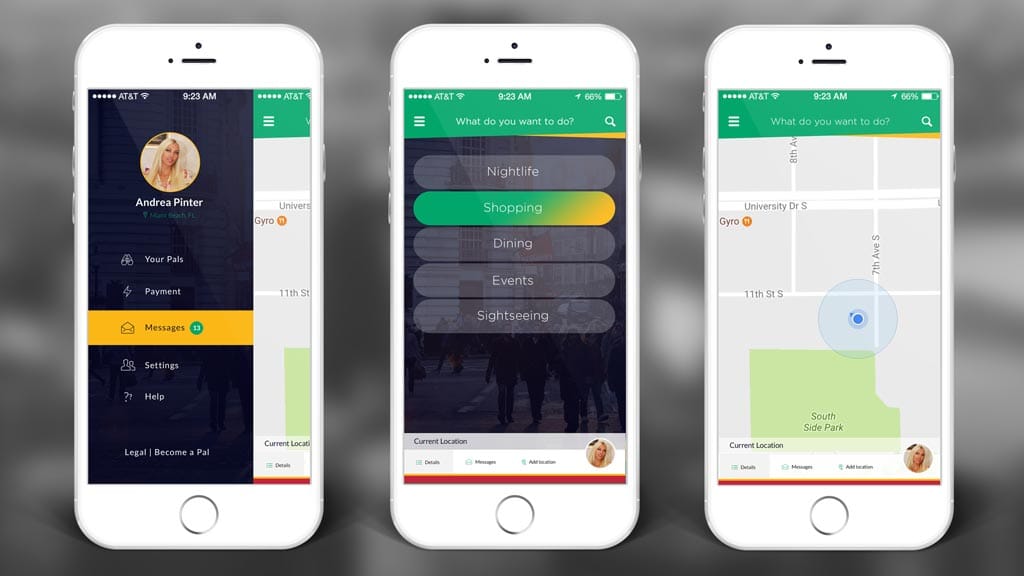 AT&T
9:23 AM
Andrea Pinter
Miami Beach, FL
Your Pals
Payment
Messages 13
Settings
?? Help
Legal | Become a Pal
AT&T
Univers
Gyro
11th St S
Current Locati
Details
AT&T
9:23 AM
66%
What do you want to do?
Nightlife
Shopping
Dining
Events
Sightseeing
Current Location
Details
Messages
Add location
AT&T
9:23 AM
66%
What do you want to do?
8th Av
University Dr S
Gyro
7th Ave S
11th St S
South
Side Park
Current Location
Details
Messages
Add location